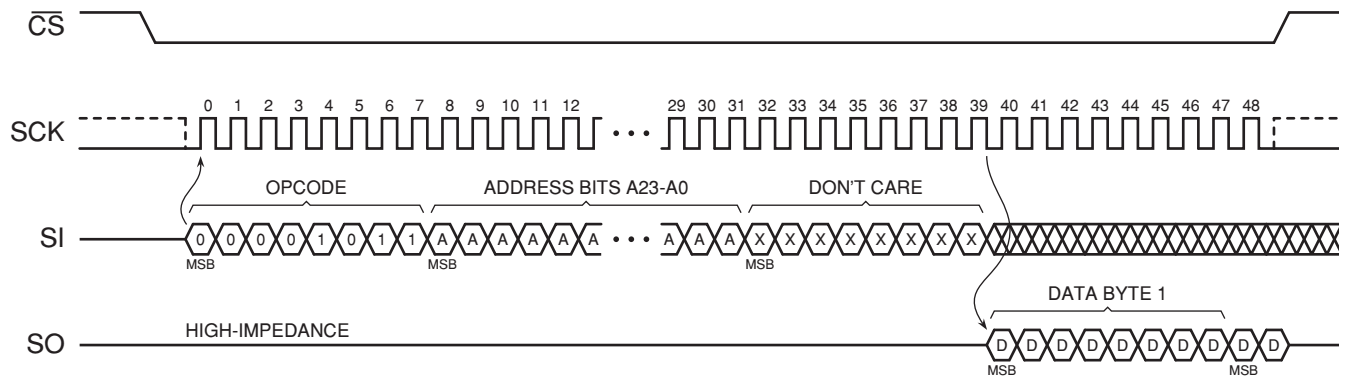 CS
SCK 0 1 2 3 4 5 6 7 8 9 10 11 12 29 30 31 32 33 34 35 36 37 38 39 40 41 42 43 44 45 46 47 48
OPCODE ADDRESS BITS A23-A0 DON'T CARE
SI 0 0 0 0 1 0 1 1 A A A A A A A A A X X X X X X X X
MSB MSB MSB
DATA BYTE 1
HIGH-IMPEDANCE
SO D D D D D D D D D D
MSB MSB